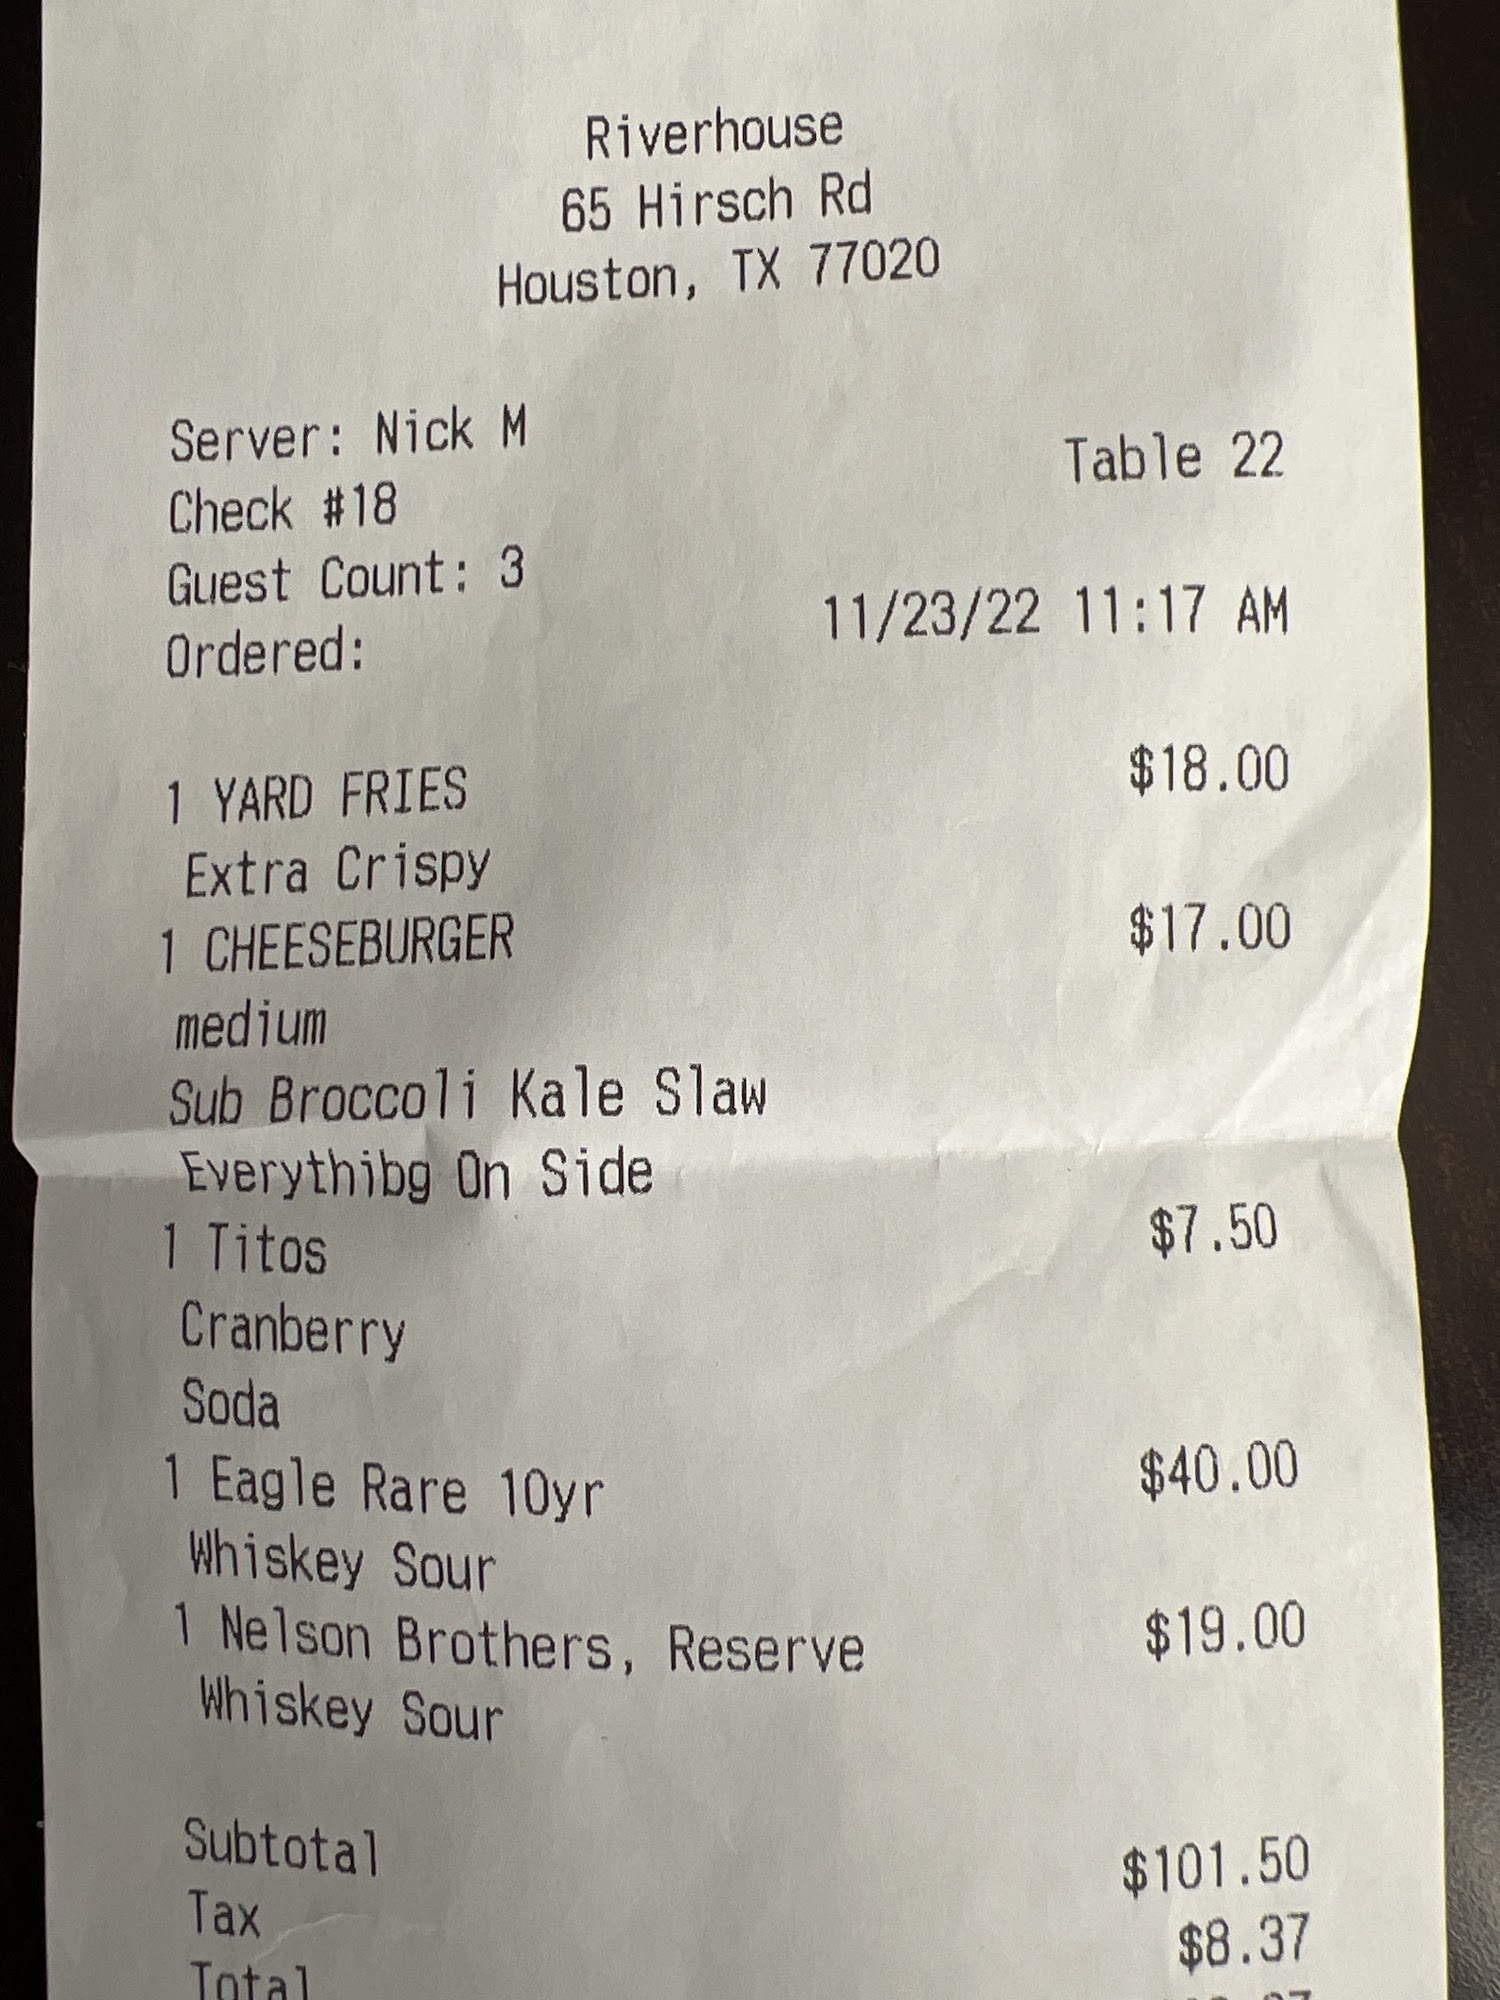 Riverhouse
65 Hirsch Rd
Houston, TX 77020
Server: Nick M
Table 22
Check #18
Guest Count: 3
11/23/22 11:17 AM
Ordered:
1 YARD FRIES $18.00
Extra Crispy
1 CHEESEBURGER $17.00
medium
Sub Broccoli Kale Slaw
Everythibg On Side
1 Titos $7.50
Cranberry
Soda
1 Eagle Rare 10yr $40.00
Whiskey Sour
1 Nelson Brothers, Reserve $19.00
Whiskey Sour
Subtotal $101.50
Tax $8.37
Total